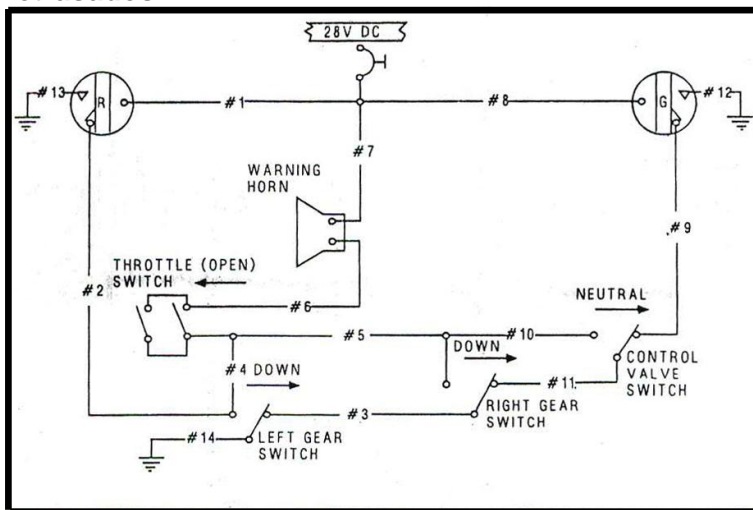 28V DC
#13
R
#1
#8
G
#12
#7
WARNING
HORN
#9
THROTTLE (OPEN)
SWITCH
#2
#6
NEUTRAL
#5
#10
DOWN
#4 DOWN
CONTROL
VALVE
SWITCH
#11
#3
RIGHT GEAR
SWITCH
#14
LEFT GEAR
SWITCH